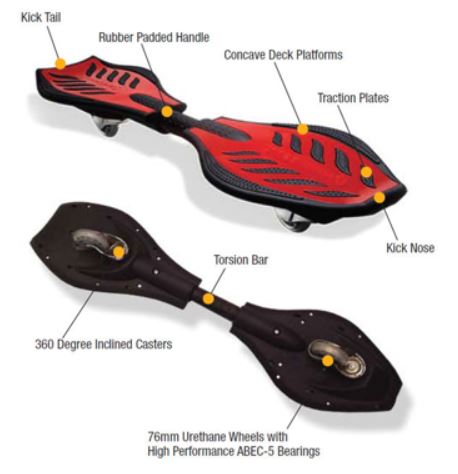 Kick Tail
Rubber Padded Handle
Concave Deck Platforms
Traction Plates
Kick Nose
Torsion Bar
360 Degree Inclined Casters
76mm Urethane Wheels with
High Performance ABEC-5 Bearings